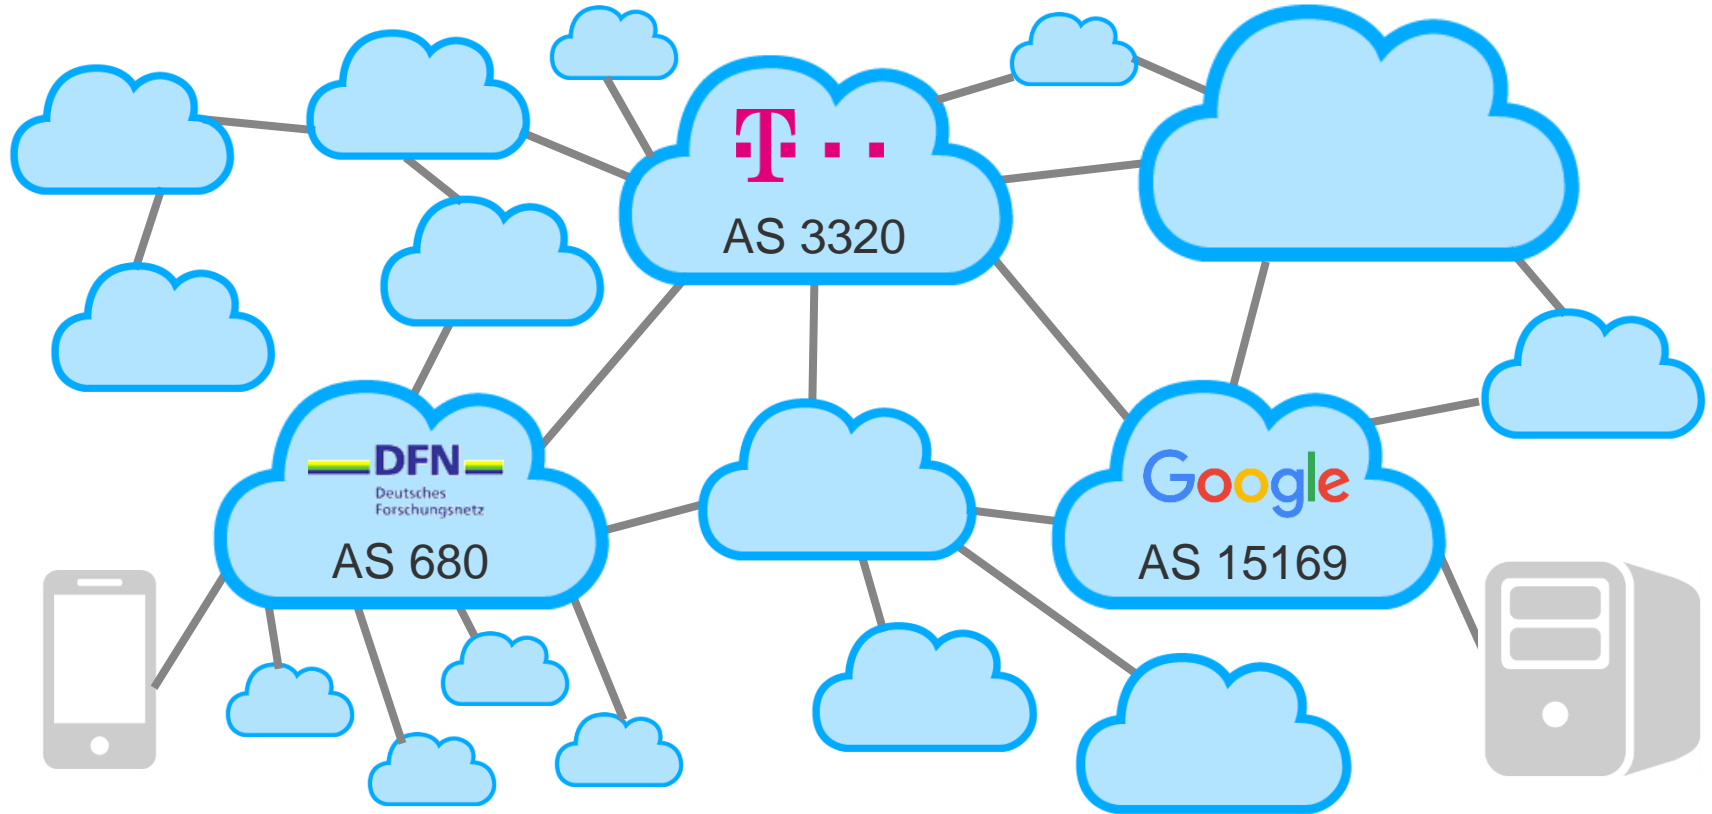 T
AS 3320
DFN
Deutsches
Forschungsnetz
AS 680
Google
AS 15169